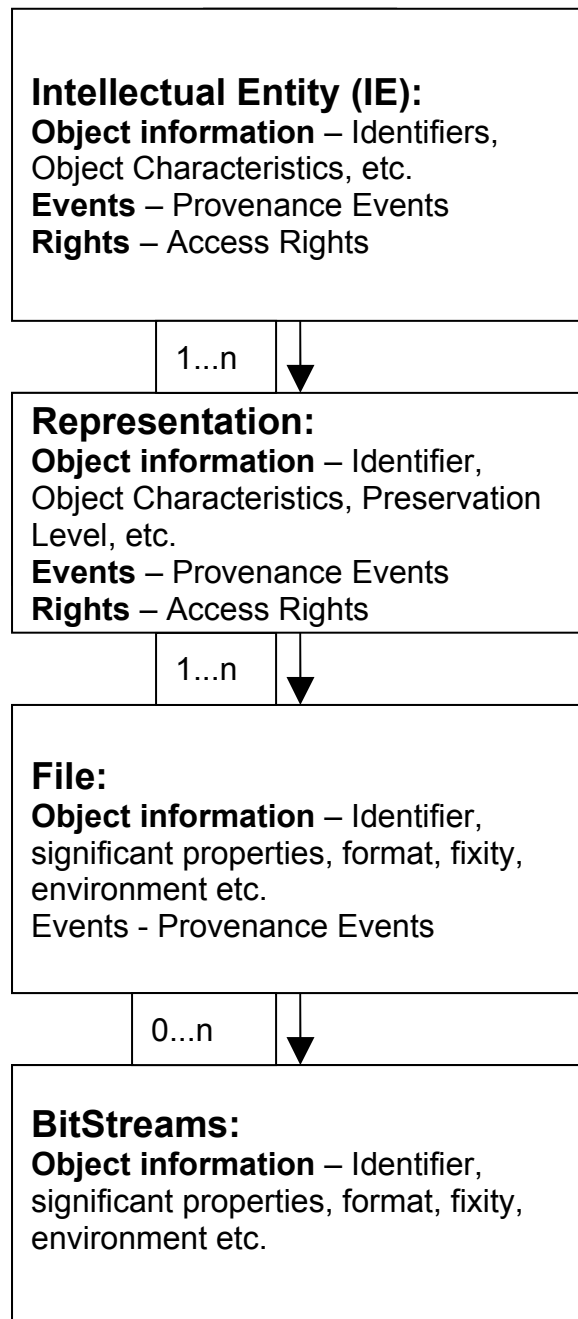 Intellectual Entity (IE):
Object information – Identifiers,
Object Characteristics, etc.
Events – Provenance Events
Rights – Access Rights
1...n
Representation:
Object information – Identifier,
Object Characteristics, Preservation
Level, etc.
Events – Provenance Events
Rights – Access Rights
1...n
File:
Object information – Identifier,
significant properties, format, fixity,
environment etc.
Events - Provenance Events
0...n
BitStreams:
Object information – Identifier,
significant properties, format, fixity,
environment etc.